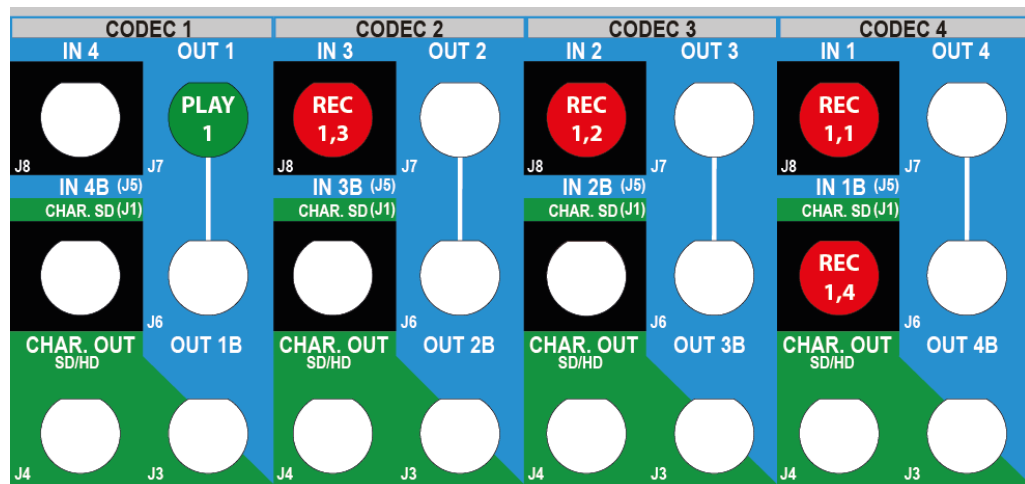 CODEC 1 CODEC 2 CODEC 3 CODEC 4
IN 4 OUT 1 IN 3 OUT 2 IN 2 OUT 3 IN 1 OUT 4
PLAY REC REC REC
1 1,3 1,2 1,1
J8 J7 J8 J7 J8 J7 J8 J7
IN 4B (J5) IN 3B (J5) IN 2B (J5) IN 1B (J5)
CHAR. SD (J1) CHAR. SD (J1) CHAR. SD (J1) CHAR. SD (J1)
REC
1,4
J6 J6 J6 J6
CHAR. OUT OUT 1B CHAR. OUT OUT 2B CHAR. OUT OUT 3B CHAR. OUT OUT 4B
SD/HD SD/HD SD/HD SD/HD
J4 J3 J4 J3 J4 J3 J4 J3